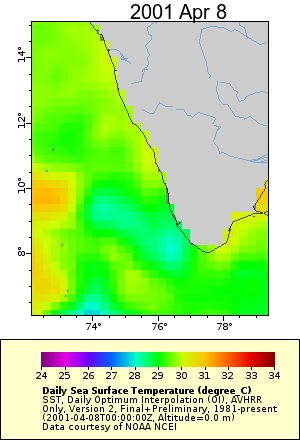 2001 Apr 8
14°
12°
10°
8°
74°
76°
78°
24 25 26 27 28 29 30 31 32 33 34
Daily Sea Surface Temperature (degree_C)
SST, Daily Optimum Interpolation (OI), AVHRR
Only, Version 2, Final+Preliminary, 1981-present
(2001-04-08T00:00:00Z, Altitude=0.0 m)
Data courtesy of NOAA NCEI